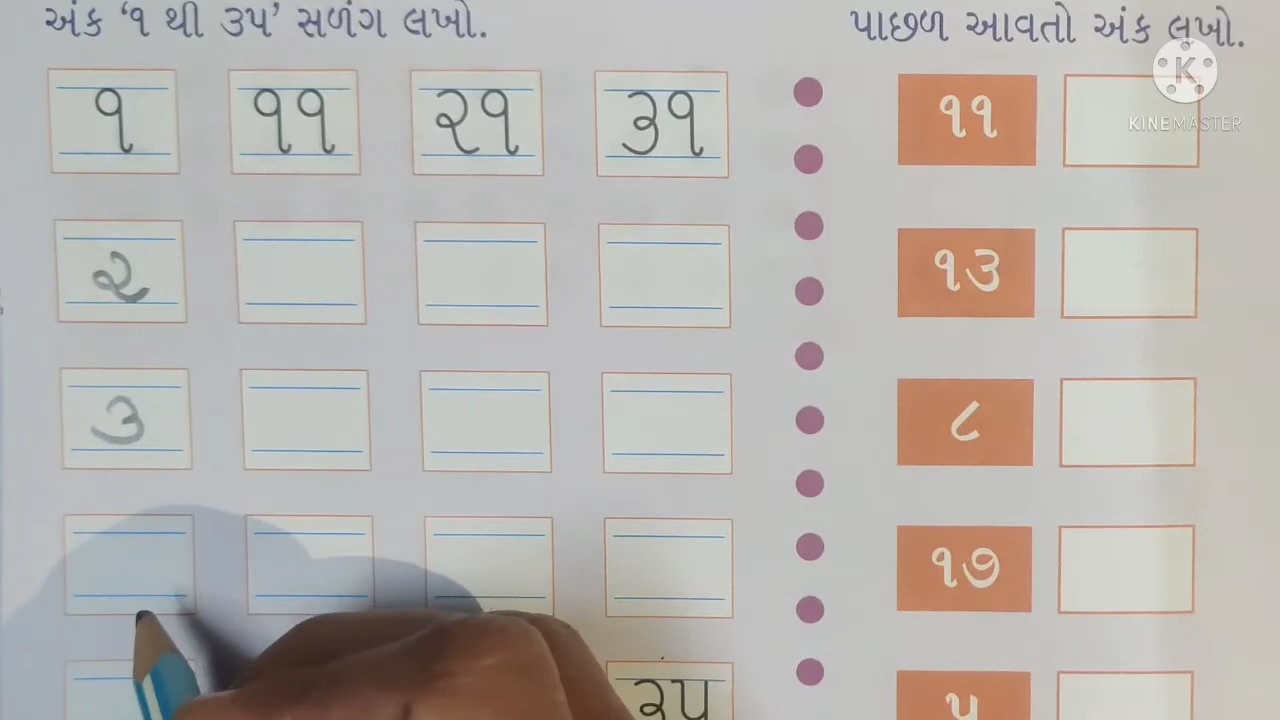 અંક ‘૧ થી ૩૫’ સળંગ લખો.
૧ ૧૧ ૨૧ ૩૧
૨
૩
૩૫
પાછળ આવતો અંક લખો.
KINEMASTER
૧૧
૧૩
૮
૧૭
૫